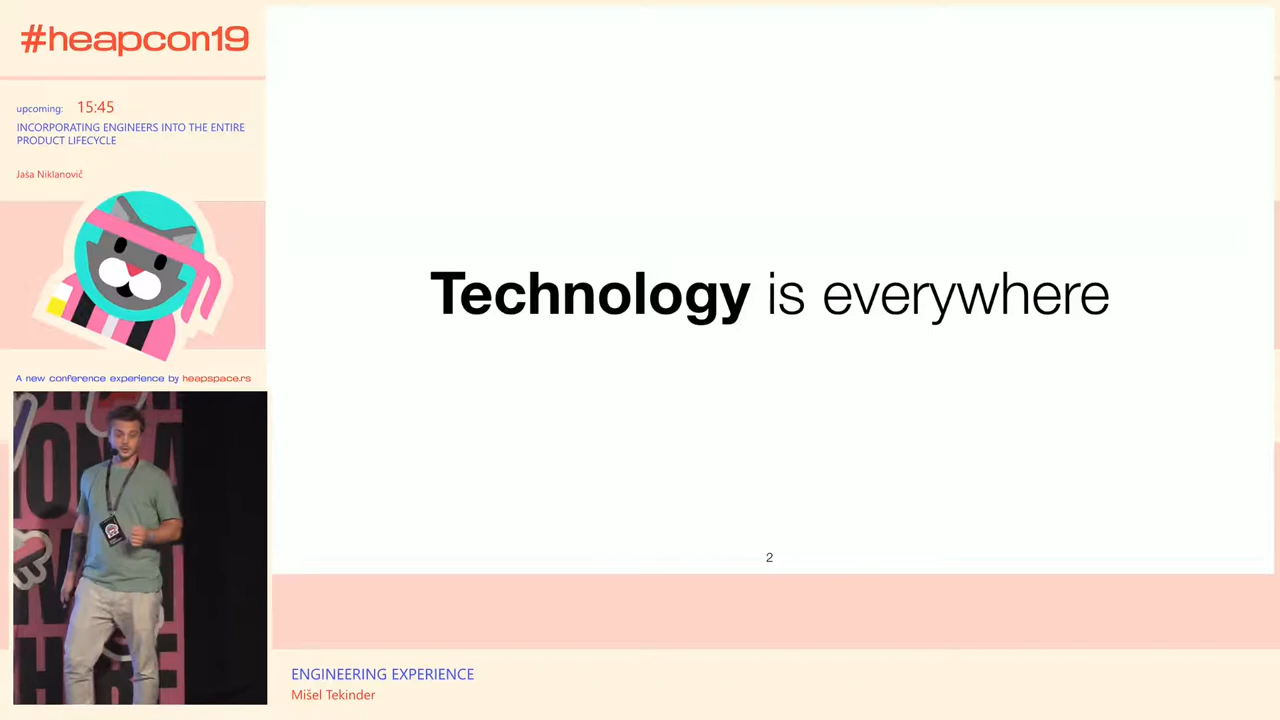 #heapcon19
upcoming: 15:45
INCORPORATING ENGINEERS INTO THE ENTIRE
PRODUCT LIFECYCLE
Jaša Niklanovič
A new conference experience by heapspace.rs
Technology is everywhere
2
ENGINEERING EXPERIENCE
Mišel Tekinder